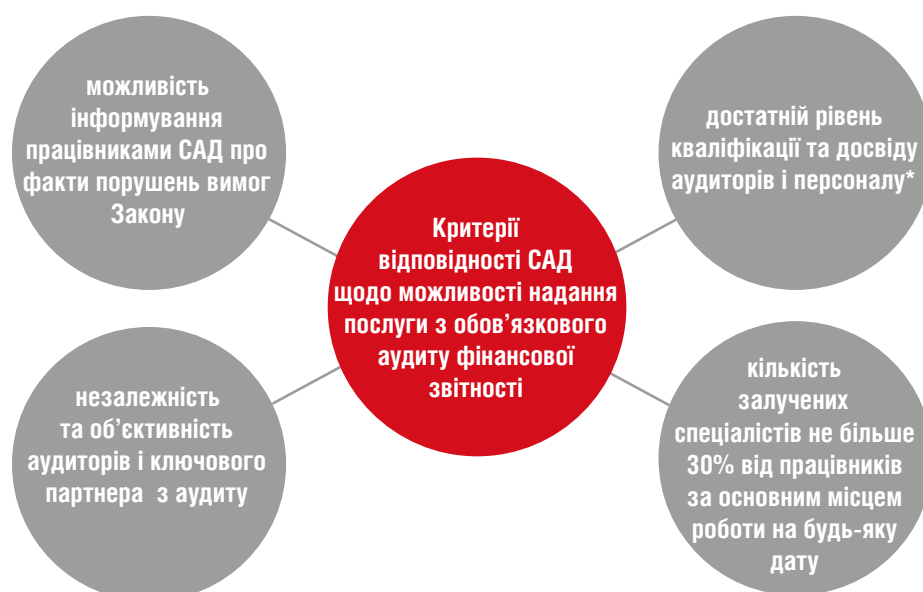 можливість
інформування
працівниками САД про
факти порушень вимог
Закону
достатній рівень
кваліфікації та досвіду
аудиторів і персоналу*
Критерії
відповідності САД
щодо можливості надання
послуги з обов’язкового
аудиту фінансової
звітності
незалежність
та об’єктивність
аудиторів і ключового
партнера з аудиту
кількість
залучених
спеціалістів не більше
30% від працівників
за основним місцем
роботи на будь-яку
дату